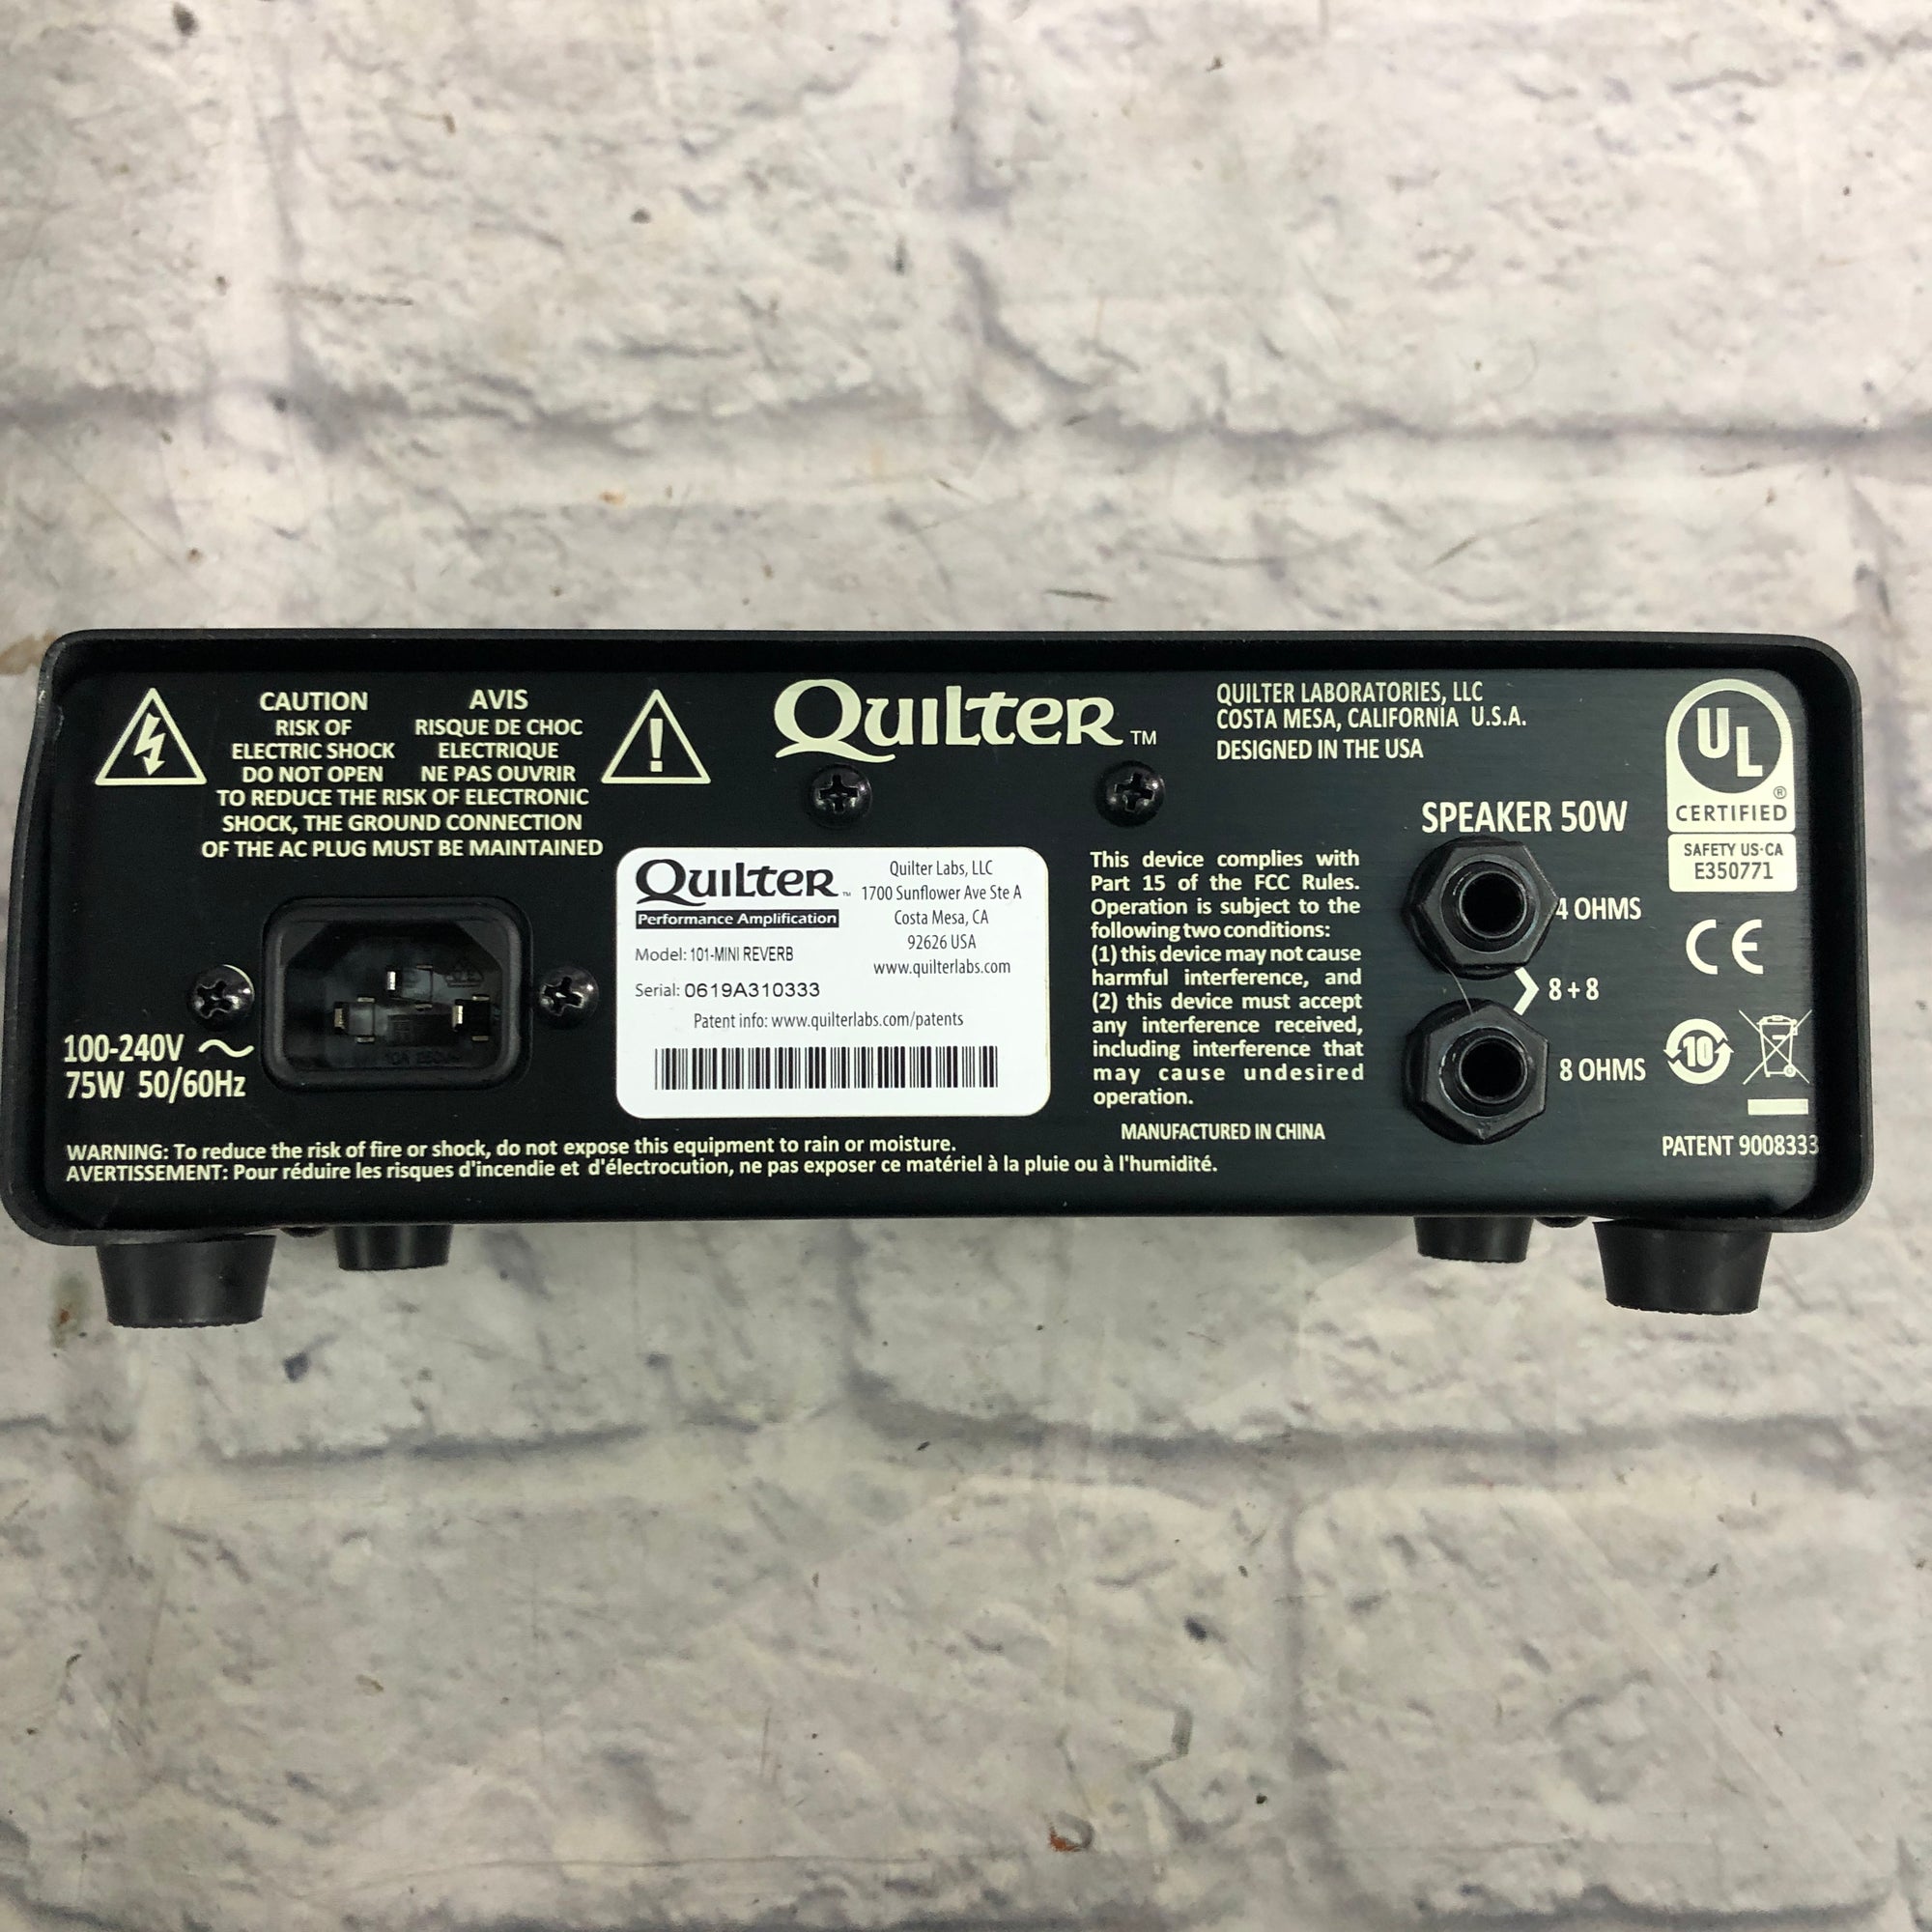 CAUTION
RISK OF
ELECTRIC SHOCK
DO NOT OPEN
AVIS
RISQUE DE CHOC
ELECTRIQUE
NE PAS OUVRIR
TO REDUCE THE RISK OF ELECTRONIC
SHOCK, THE GROUND CONNECTION
OF THE AC PLUG MUST BE MAINTAINED
QUILTER™
QUILTER LABORATORIES, LLC
COSTA MESA, CALIFORNIA U.S.A.
DESIGNED IN THE USA
UL
®
CERTIFIED
SAFETY US-CA
E350771
CE
10
PATENT 9008333
SPEAKER 50W
4 OHMS
8 + 8
8 OHMS
This device complies with
Part 15 of the FCC Rules.
Operation is subject to the
following two conditions:
(1) this device may not cause
harmful interference, and
(2) this device must accept
any interference received,
including interference that
may cause undesired
operation.
MANUFACTURED IN CHINA
QUILTER™
Performance Amplification
Quilter Labs, LLC
1700 Sunflower Ave Ste A
Costa Mesa, CA
92626 USA
www.quilterlabs.com
Model: 101-MINI REVERB
Serial: 0619A310333
Patent info: www.quilterlabs.com/patents
100-240V ~
75W 50/60Hz
WARNING: To reduce the risk of fire or shock, do not expose this equipment to rain or moisture.
AVERTISSEMENT: Pour réduire les risques d'incendie et d'électrocution, ne pas exposer ce matériel à la pluie ou à l'humidité.